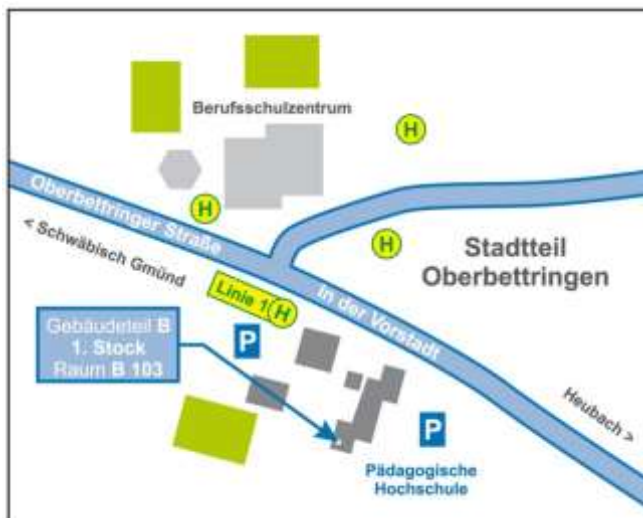 Berufsschulzentrum
H
H
H
Oberbettringer Straße
< Schwäbisch Gmünd
Stadtteil
Oberbettringen
Linie 1
H
In der Vorstadt
Gebäudeteil B
1. Stock
Raum B 103
P
P
Heubach >
Pädagogische
Hochschule